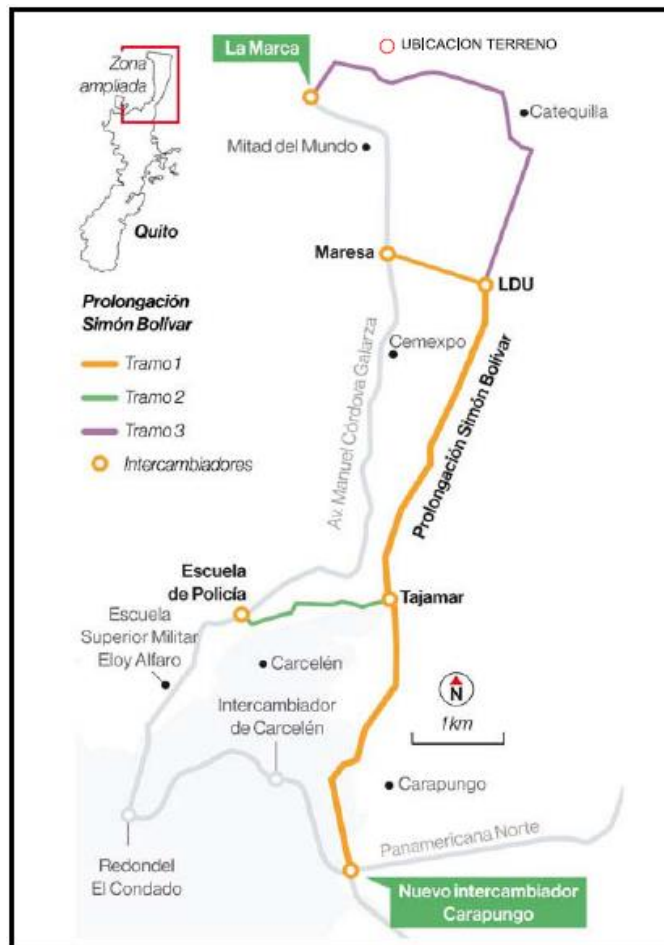 La Marca
UBICACION TERRENO
Zona
ampliada
Catequilla
Mitad del Mundo
Quito
Maresa
LDU
Prolongación
Simón Bolívar
Tramo 1
Tramo 2
Tramo 3
Intercambiadores
Cemexpo
Av. Manuel Córdova Galarza
Prolongación Simón Bolívar
Escuela
de Policía
Tajamar
Escuela
Superior Militar
Eloy Alfaro
Carcelén
Intercambiador
de Carcelén
N
1km
Carapungo
Panamericana Norte
Redondel
El Condado
Nuevo intercambiador
Carapungo